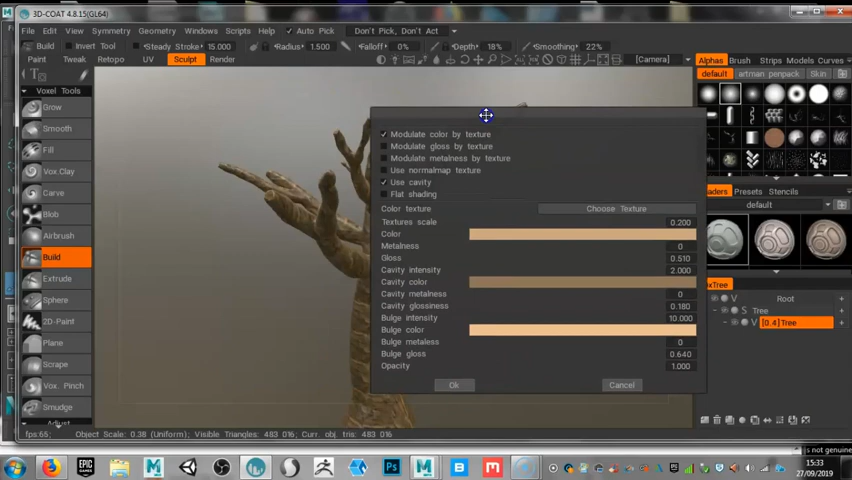 3D-COAT 4.8.15(GL64)
File Edit View Symmetry Geometry Windows Scripts Help Auto Pick Don't Pick, Don't Act
Build Invert Tool Steady Stroke 15.000 Radius 1.500 Falloff 0% Depth 18% Smoothing 22%
Paint Tweak Retopo UV Sculpt Render [Camera] Alphas Brush Strips Models Curves
default artman penpack Skin
Voxel Tools
Grow
Smooth
Fill
Vox.Clay
Carve
Blob
Airbrush
Build
Extrude
Sphere
2D-Paint
Plane
Scrape
Vox. Pinch
Smudge
Adjust
Modulate color by texture
Modulate gloss by texture
Modulate metalness by texture
Use normalmap texture
Use cavity
Flat shading
Color texture Choose Texture
Textures scale 0.200
Color
Metalness 0
Gloss 0.510
Cavity intensity 2.000
Cavity color
Cavity metalness 0
Cavity glossiness 0.180
Bulge intensity 10.000
Bulge color
Bulge metaless 0
Bulge gloss 0.640
Opacity 1.000
Ok Cancel
Presets Stencils
default
Root
S Tree
V [0.4]Tree
fps:65; Object Scale: 0.38 (Uniform); Visible Triangles: 483 016; Curr. obj. tris: 483 016
is not genuine
EPIC GAMES
15:33
27/09/2019